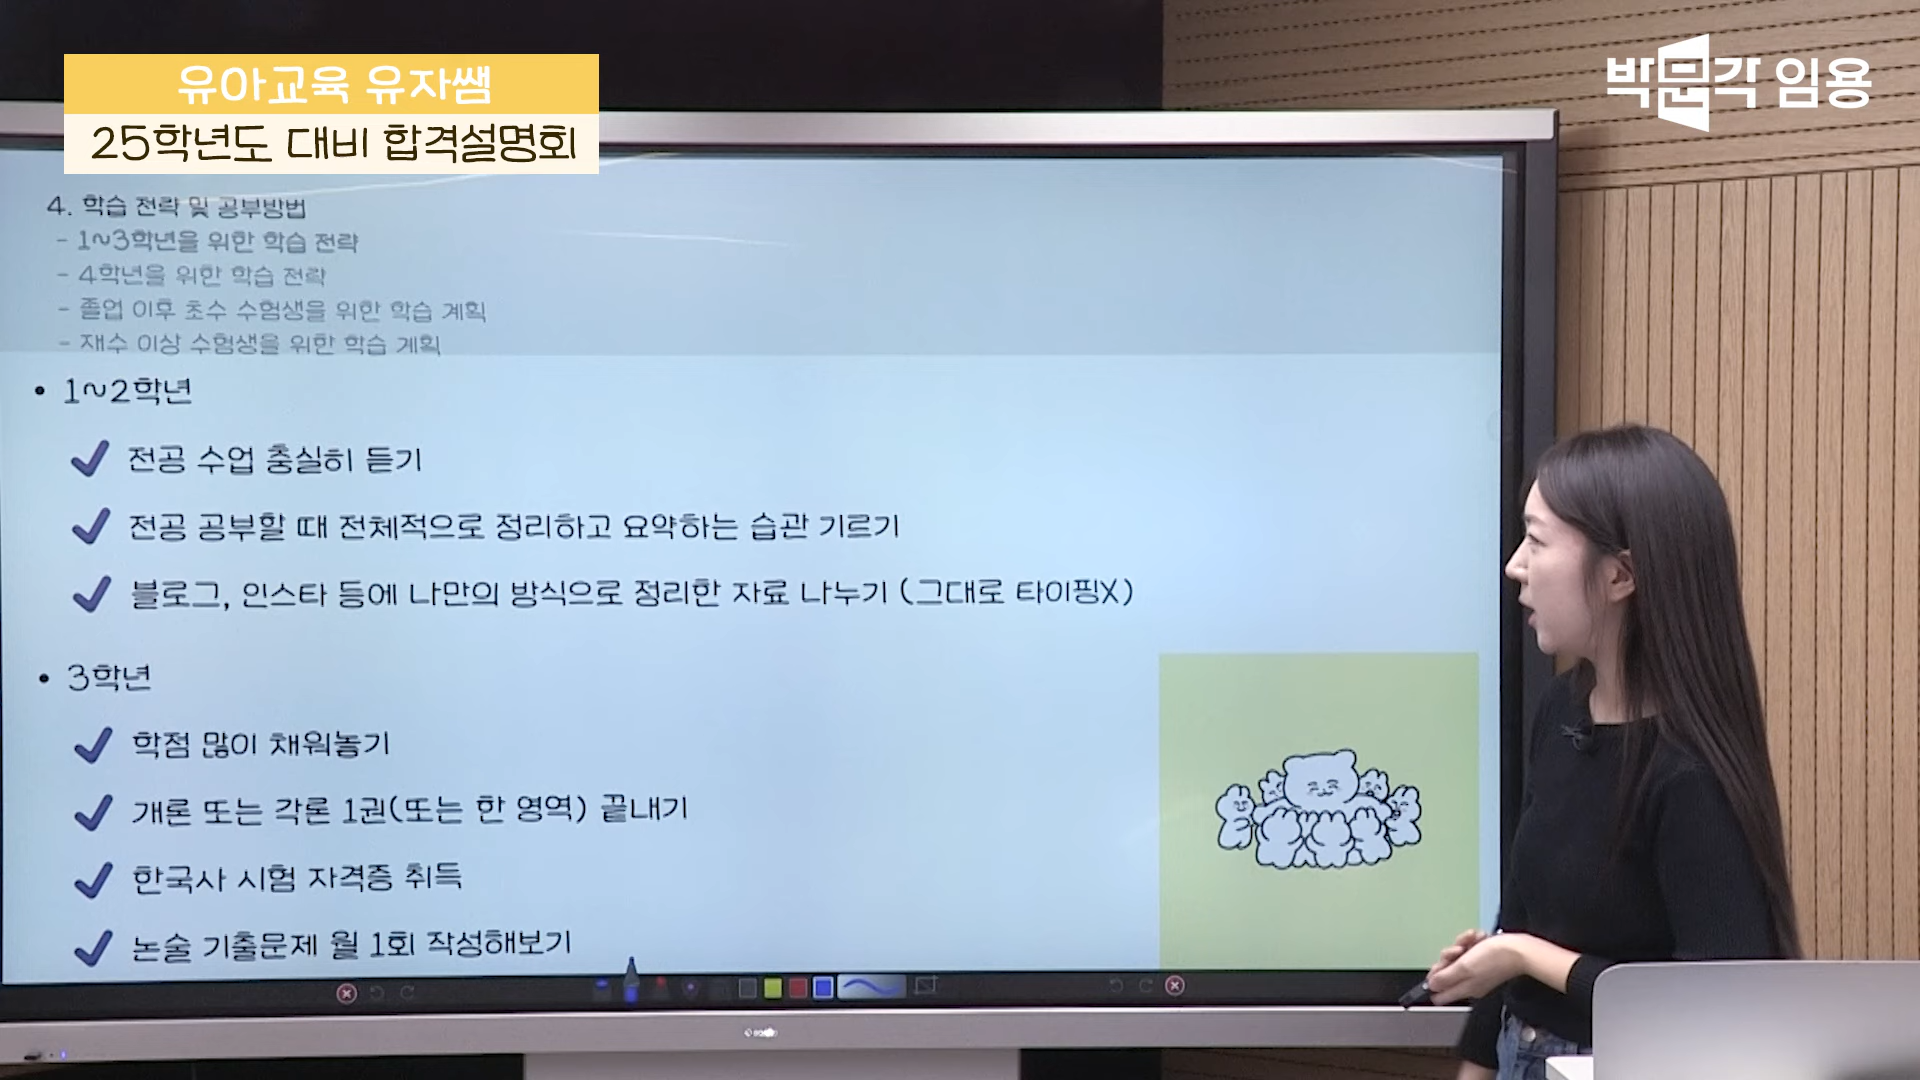 유아교육 유자쌤
25학년도 대비 합격설명회
박문각 임용
4. 학습 전략 및 공부방법
- 1~3학년을 위한 학습 전략
- 4학년을 위한 학습 전략
- 졸업 이후 초수 수험생을 위한 학습 계획
- 재수 이상 수험생을 위한 학습 계획
• 1~2학년
✔ 전공 수업 충실히 듣기
✔ 전공 공부할 때 전체적으로 정리하고 요약하는 습관 기르기
✔ 블로그, 인스타 등에 나만의 방식으로 정리한 자료 나누기 (그대로 타이핑X)
• 3학년
✔ 학점 많이 채워놓기
✔ 개론 또는 각론 1권(또는 한 영역) 끝내기
✔ 한국사 시험 자격증 취득
✔ 논술 기출문제 월 1회 작성해보기